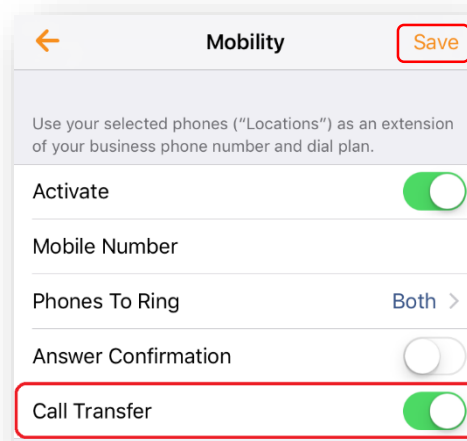 Mobility Save
Use your selected phones ("Locations") as an extension
of your business phone number and dial plan.
Activate
Mobile Number
Phones To Ring Both
Answer Confirmation
Call Transfer